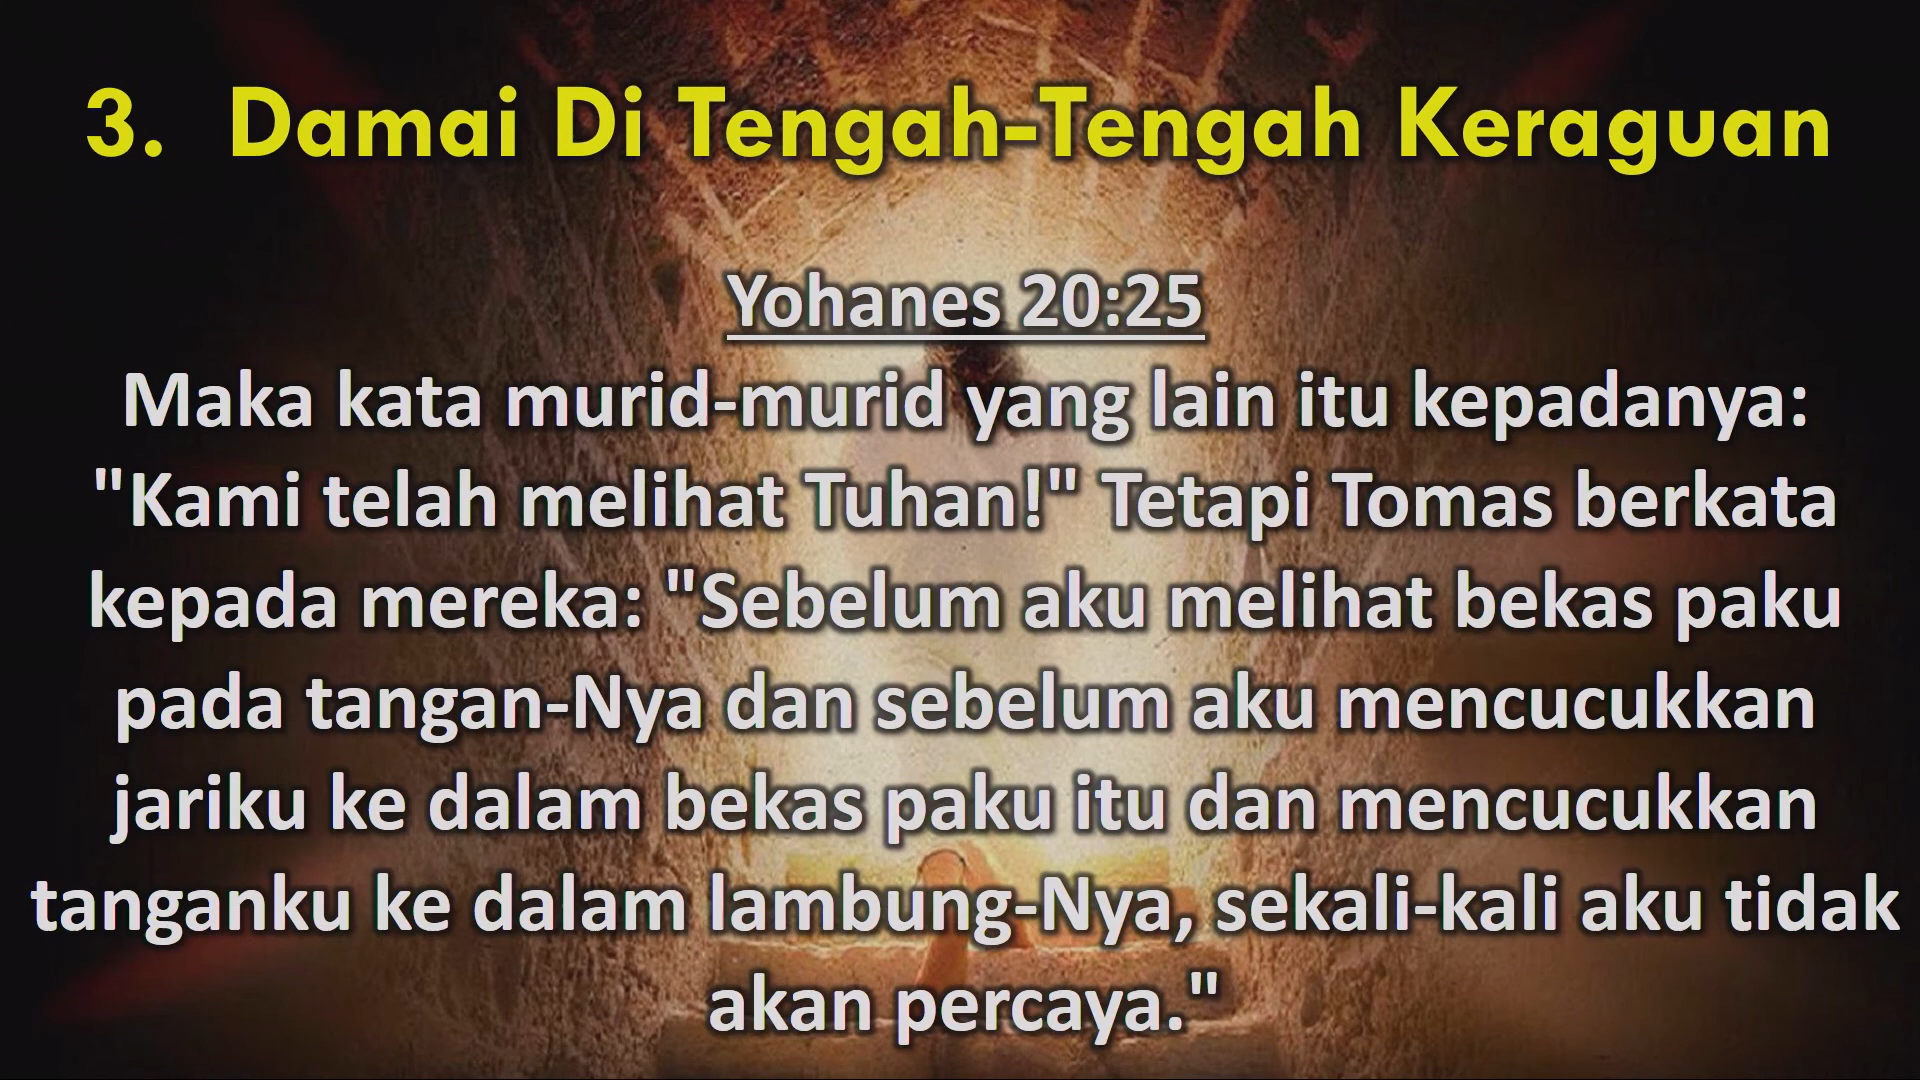 3. Damai Di Tengah-Tengah Keraguan
Yohanes 20:25
Maka kata murid-murid yang lain itu kepadanya:
"Kami telah melihat Tuhan!" Tetapi Tomas berkata
kepada mereka: "Sebelum aku melihat bekas paku
pada tangan-Nya dan sebelum aku mencucukkan
jariku ke dalam bekas paku itu dan mencucukkan
tanganku ke dalam lambung-Nya, sekali-kali aku tidak
akan percaya."